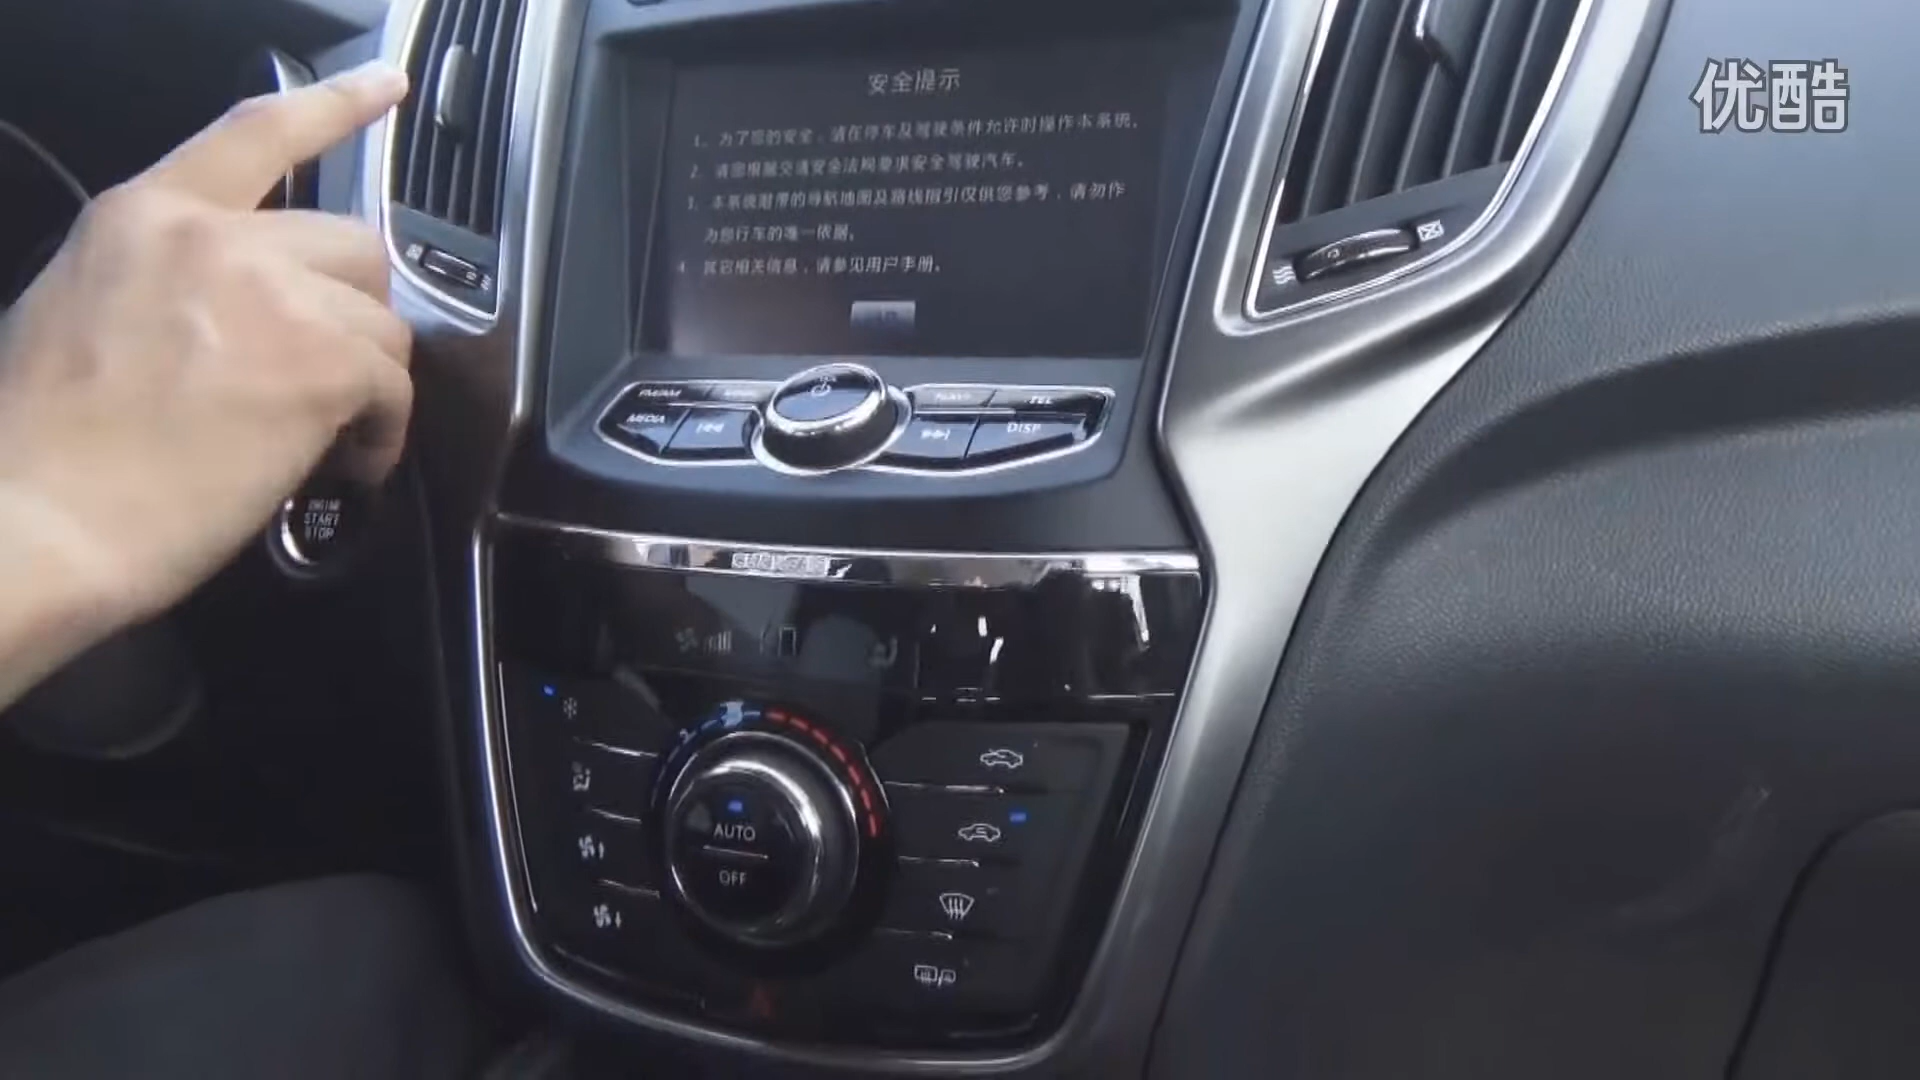 优酷
安全提示
1、为了您的安全，请在停车及驾驶条件允许时操作本系统。
2、请您根据交通安全法规要求安全驾驶汽车。
3、本系统附带的导航地图及路线指引仅供您参考，请勿作
为您行车的唯一依据。
4、其它相关信息，请参见用户手册。
FM/AM
TEL
MEDIA
DISP
ENGINE
START
STOP
AUTO
OFF